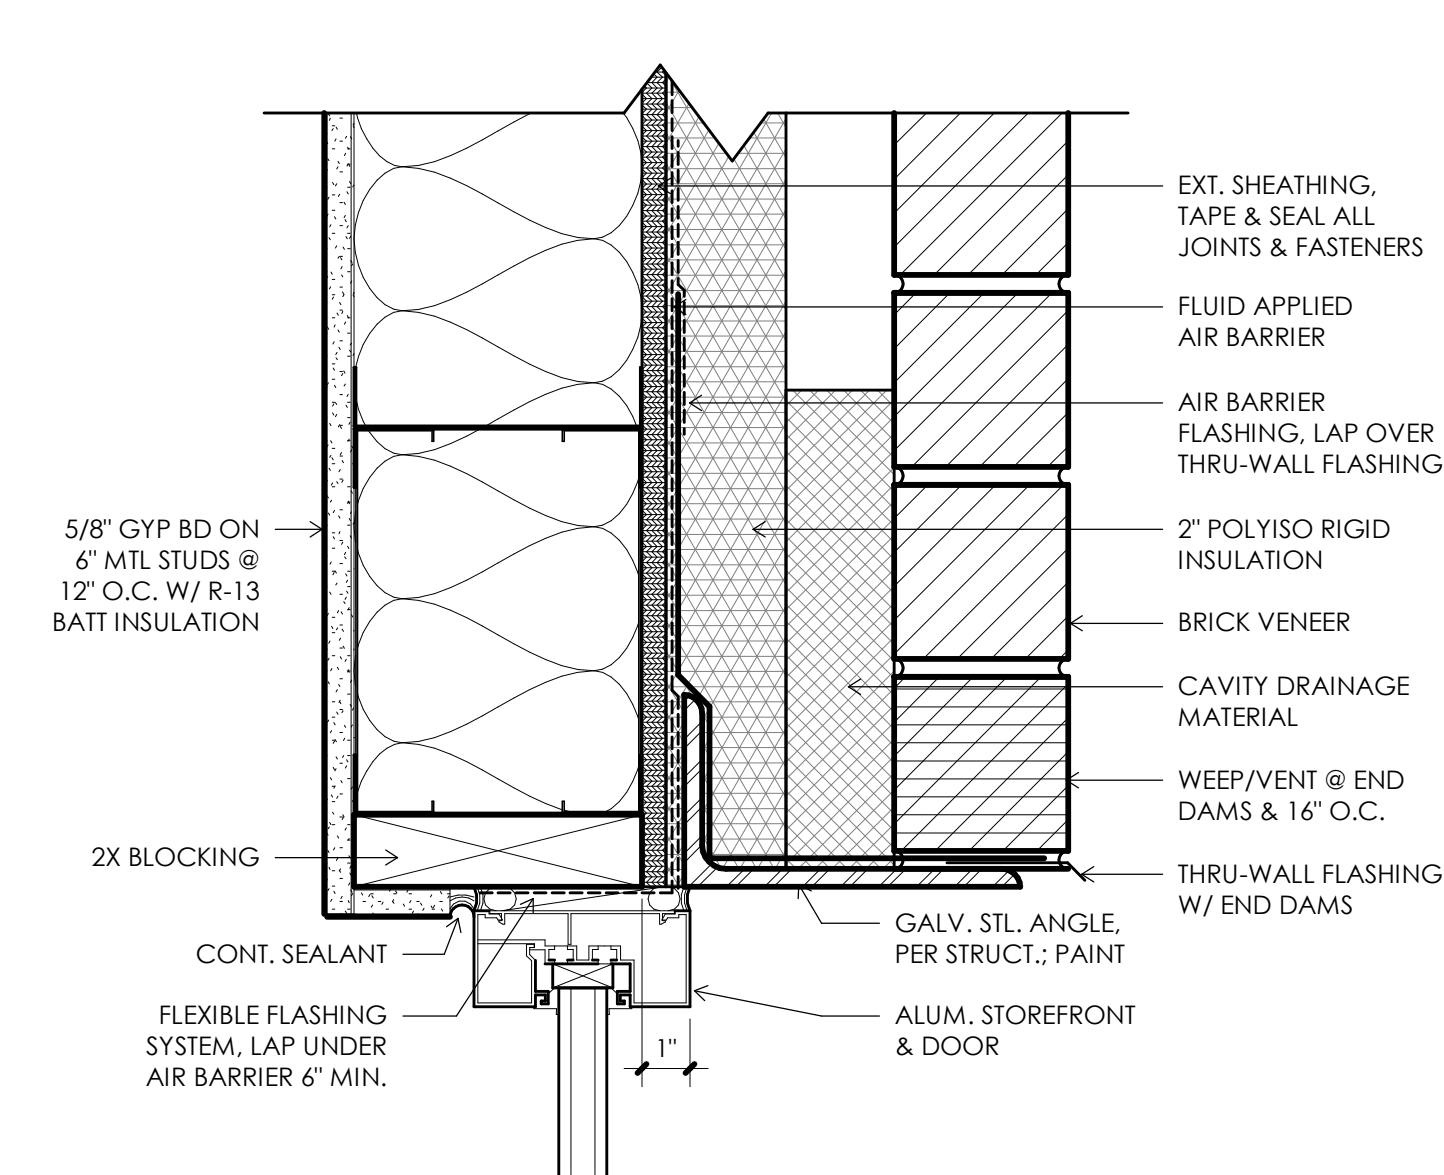 EXT. SHEATHING,
TAPE & SEAL ALL
JOINTS & FASTENERS
FLUID APPLIED
AIR BARRIER
AIR BARRIER
FLASHING, LAP OVER
THRU-WALL FLASHING
5/8" GYP BD ON
6" MTL STUDS @
12" O.C. W/ R-13
BATT INSULATION
2" POLYISO RIGID
INSULATION
BRICK VENEER
CAVITY DRAINAGE
MATERIAL
WEEP/VENT @ END
DAMS & 16" O.C.
2X BLOCKING
THRU-WALL FLASHING
W/ END DAMS
CONT. SEALANT
GALV. STL. ANGLE,
PER STRUCT.; PAINT
FLEXIBLE FLASHING
SYSTEM, LAP UNDER
AIR BARRIER 6" MIN.
1"
ALUM. STOREFRONT
& DOOR